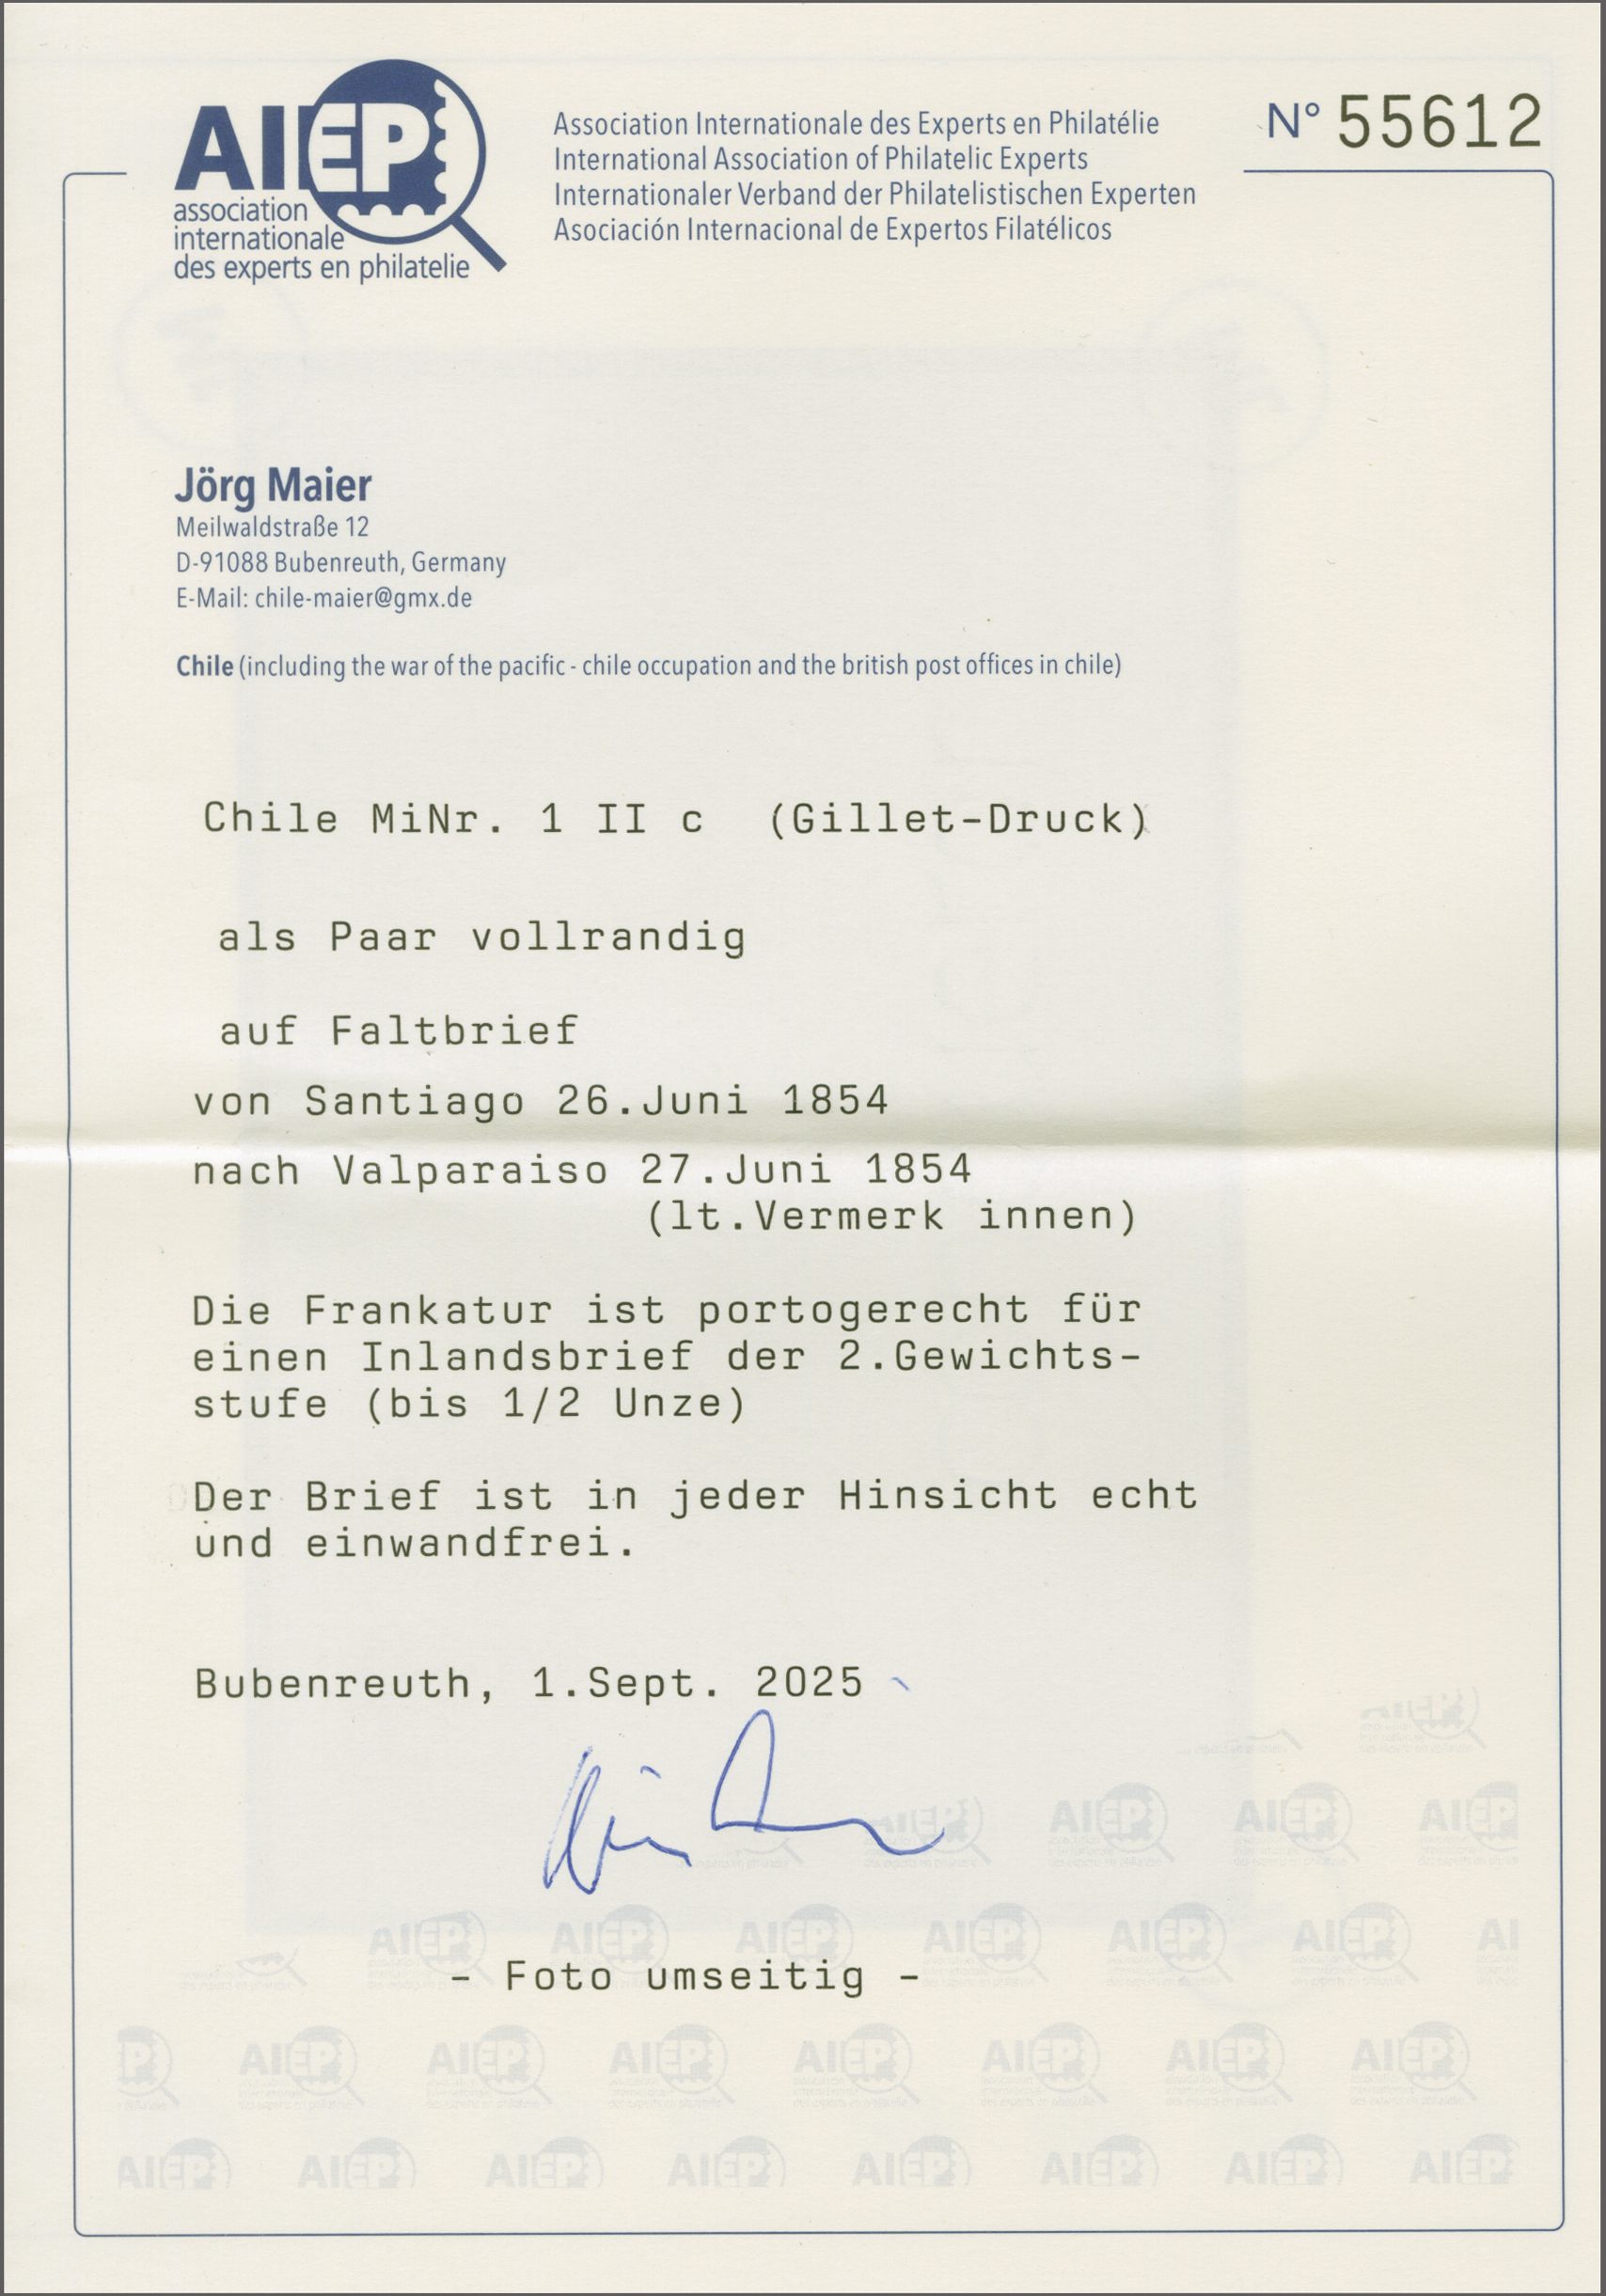 AIEP
association
internationale
des experts en philatelie
Association Internationale des Experts en Philatélie
International Association of Philatelic Experts
Internationaler Verband der Philatelistischen Experten
Asociación Internacional de Expertos Filatélicos
N° 55612
Jörg Maier
Meilwaldstraße 12
D-91088 Bubenreuth, Germany
E-Mail: chile-maier@gmx.de
Chile (including the war of the pacific - chile occupation and the british post offices in chile)
Chile MiNr. 1 II c (Gillet-Druck)
als Paar vollrandig
auf Faltbrief
von Santiago 26.Juni 1854
nach Valparaiso 27.Juni 1854
(lt.Vermerk innen)
Die Frankatur ist portogerecht für
einen Inlandsbrief der 2.Gewichts-
stufe (bis 1/2 Unze)
Der Brief ist in jeder Hinsicht echt
und einwandfrei.
Bubenreuth, 1.Sept. 2025
- Foto umseitig -